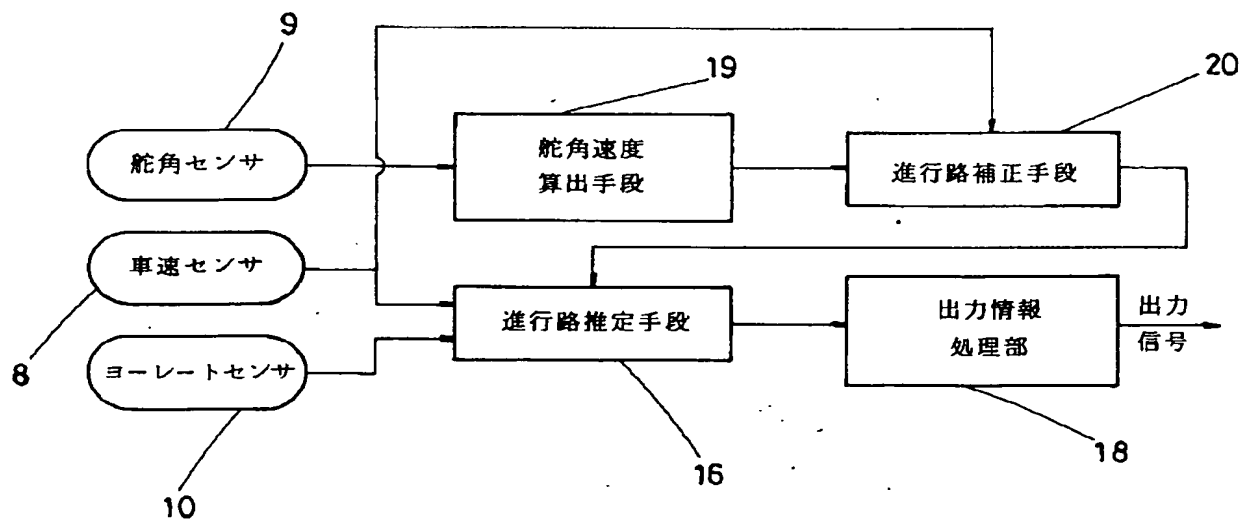 9
19
20
舵角センサ
舵角速度
算出手段
進行路補正手段
車速センサ
8
進行路推定手段
出力情報
処理部
出力
信号
ヨーレートセンサ
10
16
18